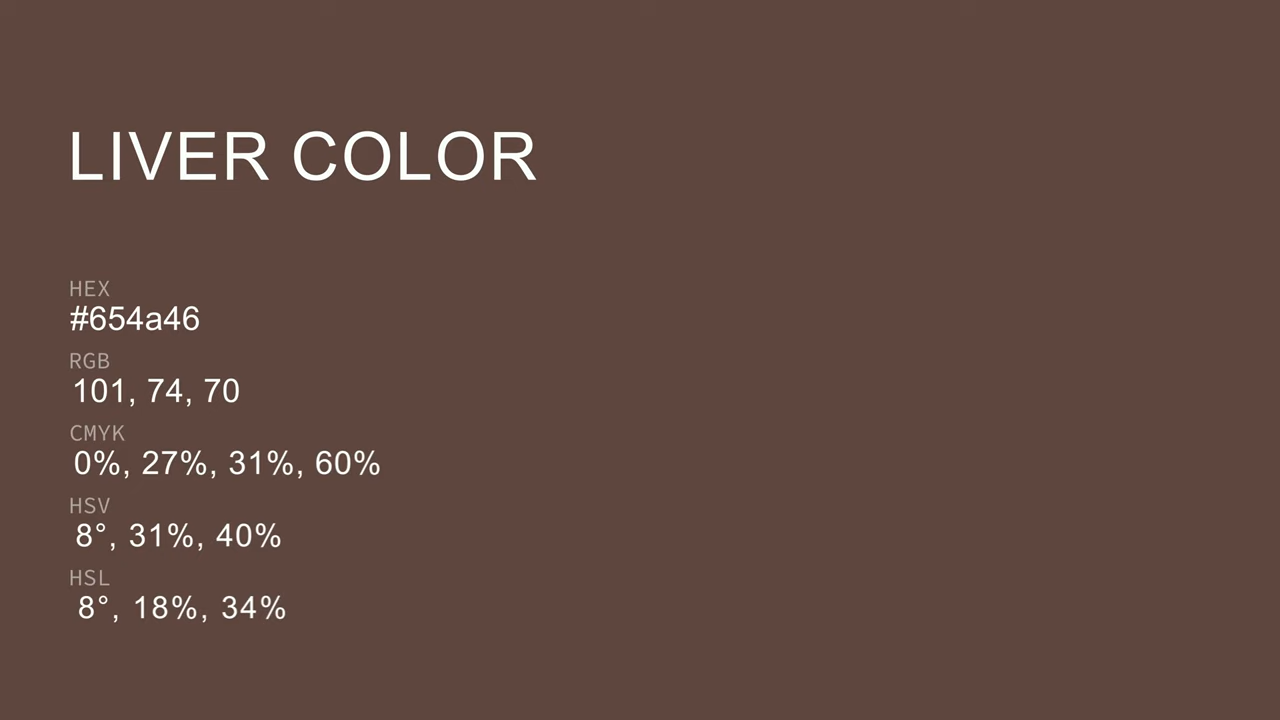 LIVER COLOR
HEX
#654a46
RGB
101, 74, 70
CMYK
0%, 27%, 31%, 60%
HSV
8°, 31%, 40%
HSL
8°, 18%, 34%